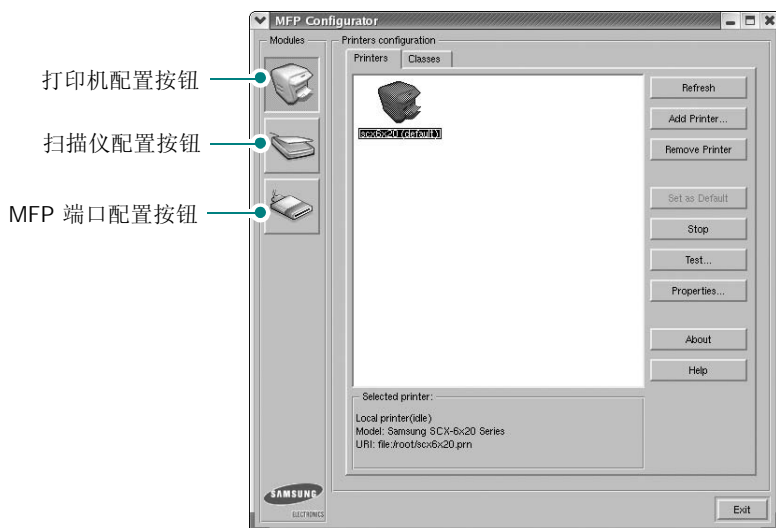 MFP Configurator
Modules
Printers configuration
Printers
Classes
打印机配置按钮
扫描仪配置按钮
MFP 端口配置按钮
scx6x20 (default)
Refresh
Add Printer...
Remove Printer
Set as Default
Stop
Test...
Properties...
About
Help
Selected printer:
Local printer(idle)
Model: Samsung SCX-6x20 Series
URI: file:/root/scx6x20.prn
SAMSUNG
ELECTRONICS
Exit